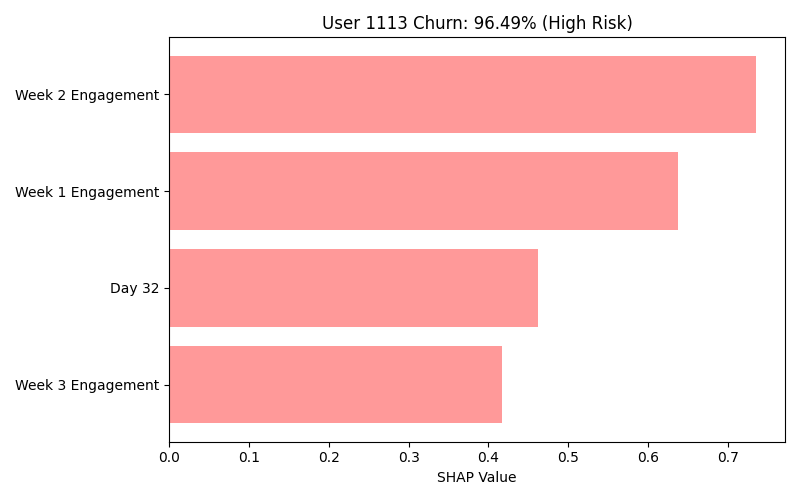 User 1113 Churn: 96.49% (High Risk)
Week 2 Engagement
Week 1 Engagement
Day 32
Week 3 Engagement
0.0 0.1 0.2 0.3 0.4 0.5 0.6 0.7
SHAP Value